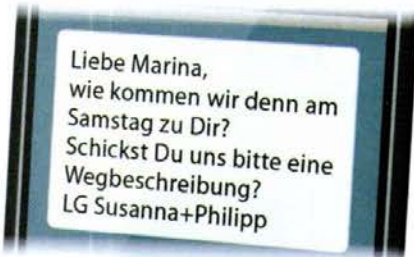 Liebe Marina,
wie kommen wir denn am
Samstag zu Dir?
Schickst Du uns bitte eine
Wegbeschreibung?
LG Susanna+Philipp